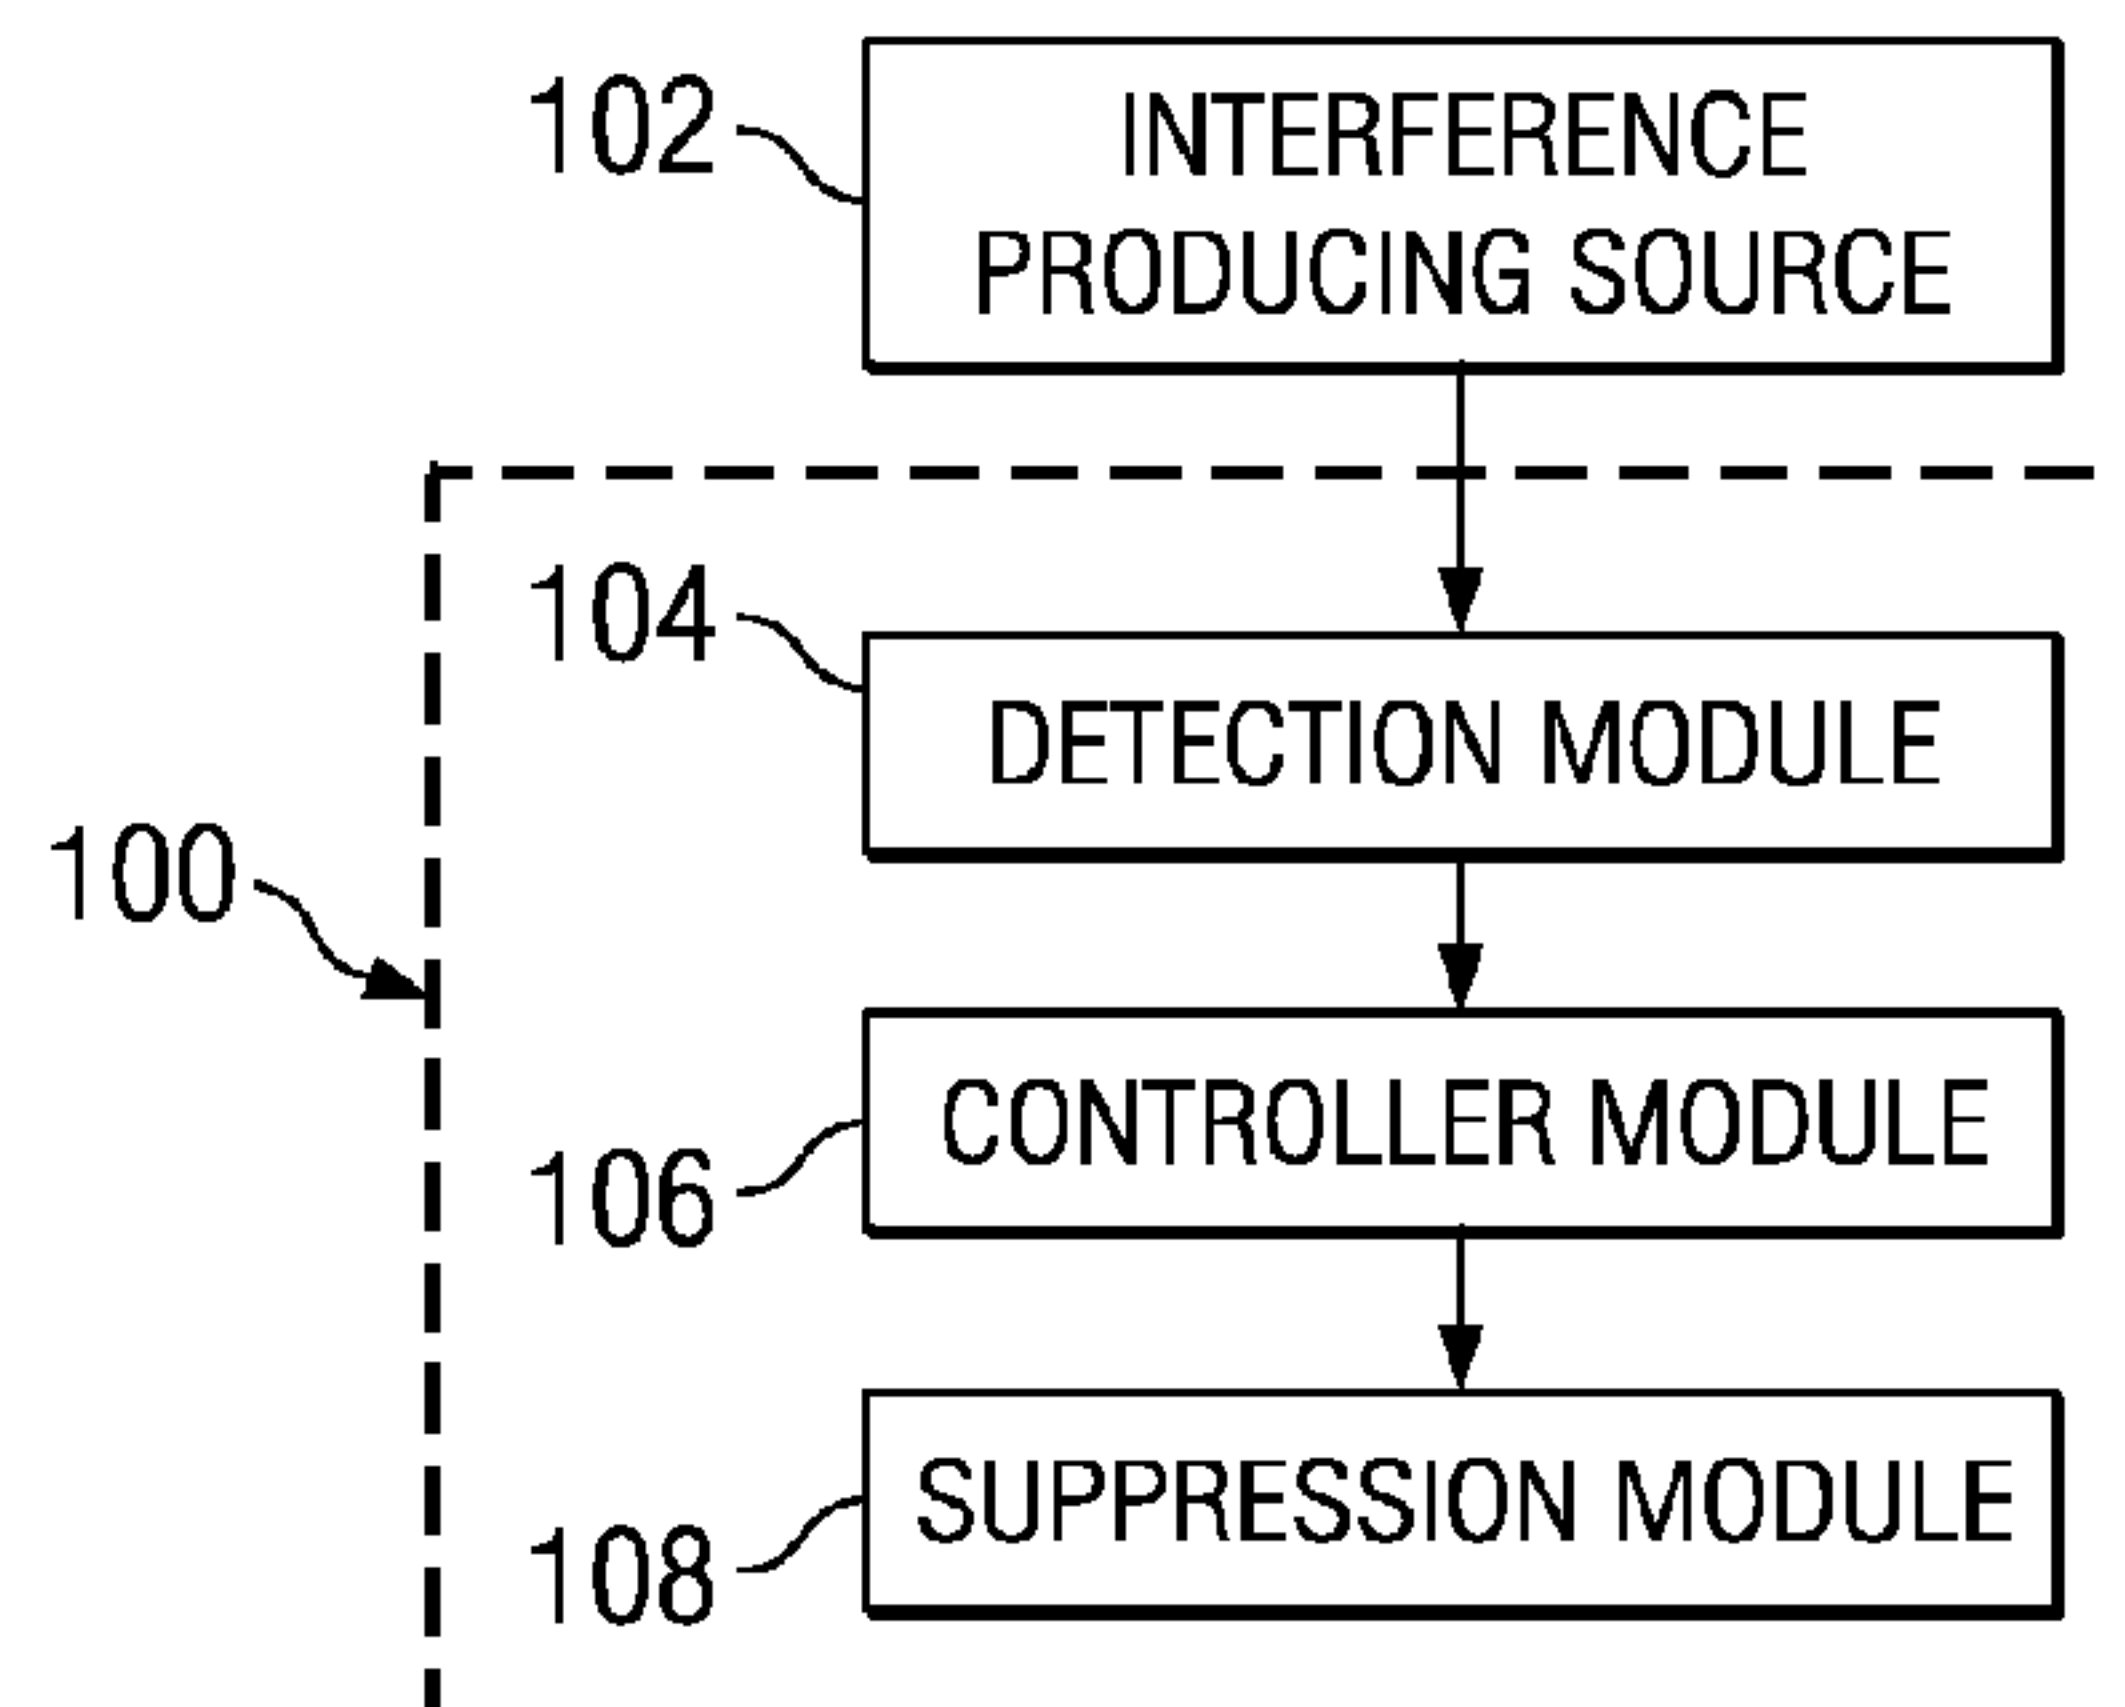 102
INTERFERENCE
PRODUCING SOURCE
104
DETECTION MODULE
100
CONTROLLER MODULE
106
SUPPRESSION MODULE
108